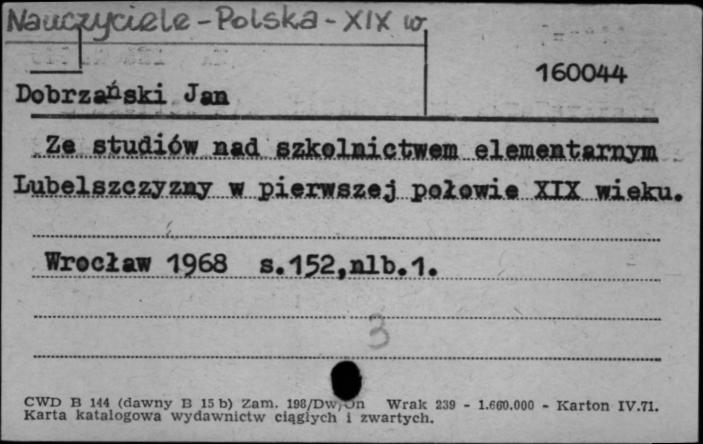 Nauczyciele - Polska - XIX w
160044
Dobrzański Jan
Ze studiów nad szkolnictwem elementarnym
Lubelszczyzny w pierwszej połowie XIX wieku.
Wrocław 1968 s.152,nlb.1.
3
CWD B 144 (dawny B 15 b) Zam. 198/Dw, Wrak 239 - 1.660.000 - Karton IV.71.
Karta katalogowa wydawnictw ciągłych i zwartych.